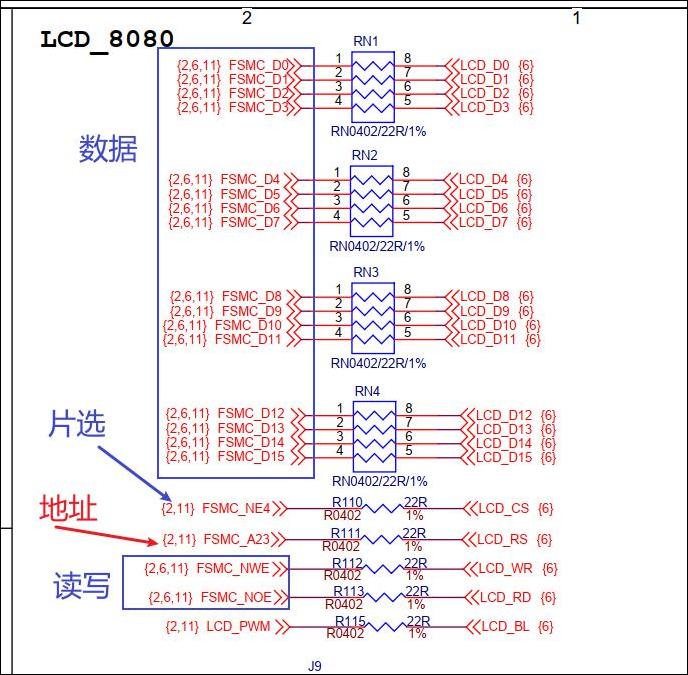 2 1
LCD_8080
RN1
{2,6,11} FSMC_D0 1 8 LCD_D0 {6}
{2,6,11} FSMC_D1 2 7 LCD_D1 {6}
{2,6,11} FSMC_D2 3 6 LCD_D2 {6}
{2,6,11} FSMC_D3 4 5 LCD_D3 {6}
RN0402/22R/1%
数据
RN2
{2,6,11} FSMC_D4 1 8 LCD_D4 {6}
{2,6,11} FSMC_D5 2 7 LCD_D5 {6}
{2,6,11} FSMC_D6 3 6 LCD_D6 {6}
{2,6,11} FSMC_D7 4 5 LCD_D7 {6}
RN0402/22R/1%
RN3
{2,6,11} FSMC_D8 1 8 LCD_D8 {6}
{2,6,11} FSMC_D9 2 7 LCD_D9 {6}
{2,6,11} FSMC_D10 3 6 LCD_D10 {6}
{2,6,11} FSMC_D11 4 5 LCD_D11 {6}
RN0402/22R/1%
RN4
{2,6,11} FSMC_D12 1 8 LCD_D12 {6}
{2,6,11} FSMC_D13 2 7 LCD_D13 {6}
{2,6,11} FSMC_D14 3 6 LCD_D14 {6}
{2,6,11} FSMC_D15 4 5 LCD_D15 {6}
RN0402/22R/1%
片选
{2,11} FSMC_NE4 R110 22R LCD_CS {6}
R0402 1%
地址
{2,11} FSMC_A23 R111 22R LCD_RS {6}
R0402 1%
读写
{2,6,11} FSMC_NWE R112 22R LCD_WR {6}
R0402 1%
{2,6,11} FSMC_NOE R113 22R LCD_RD {6}
R0402 1%
{2,11} LCD_PWM R115 22R LCD_BL {6}
R0402 1%
J9